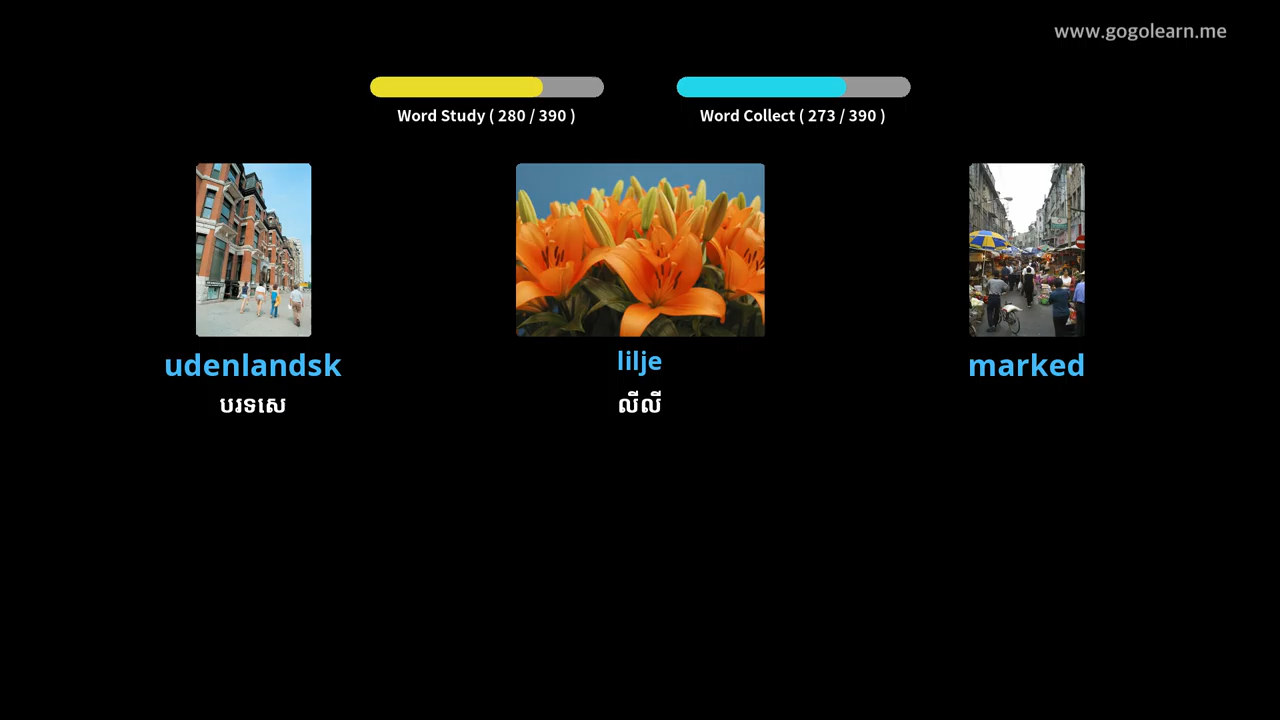 www.gogolearn.me
Word Study ( 280 / 390 )
Word Collect ( 273 / 390 )
udenlandsk
បរទសេ
lilje
លីលី
marked